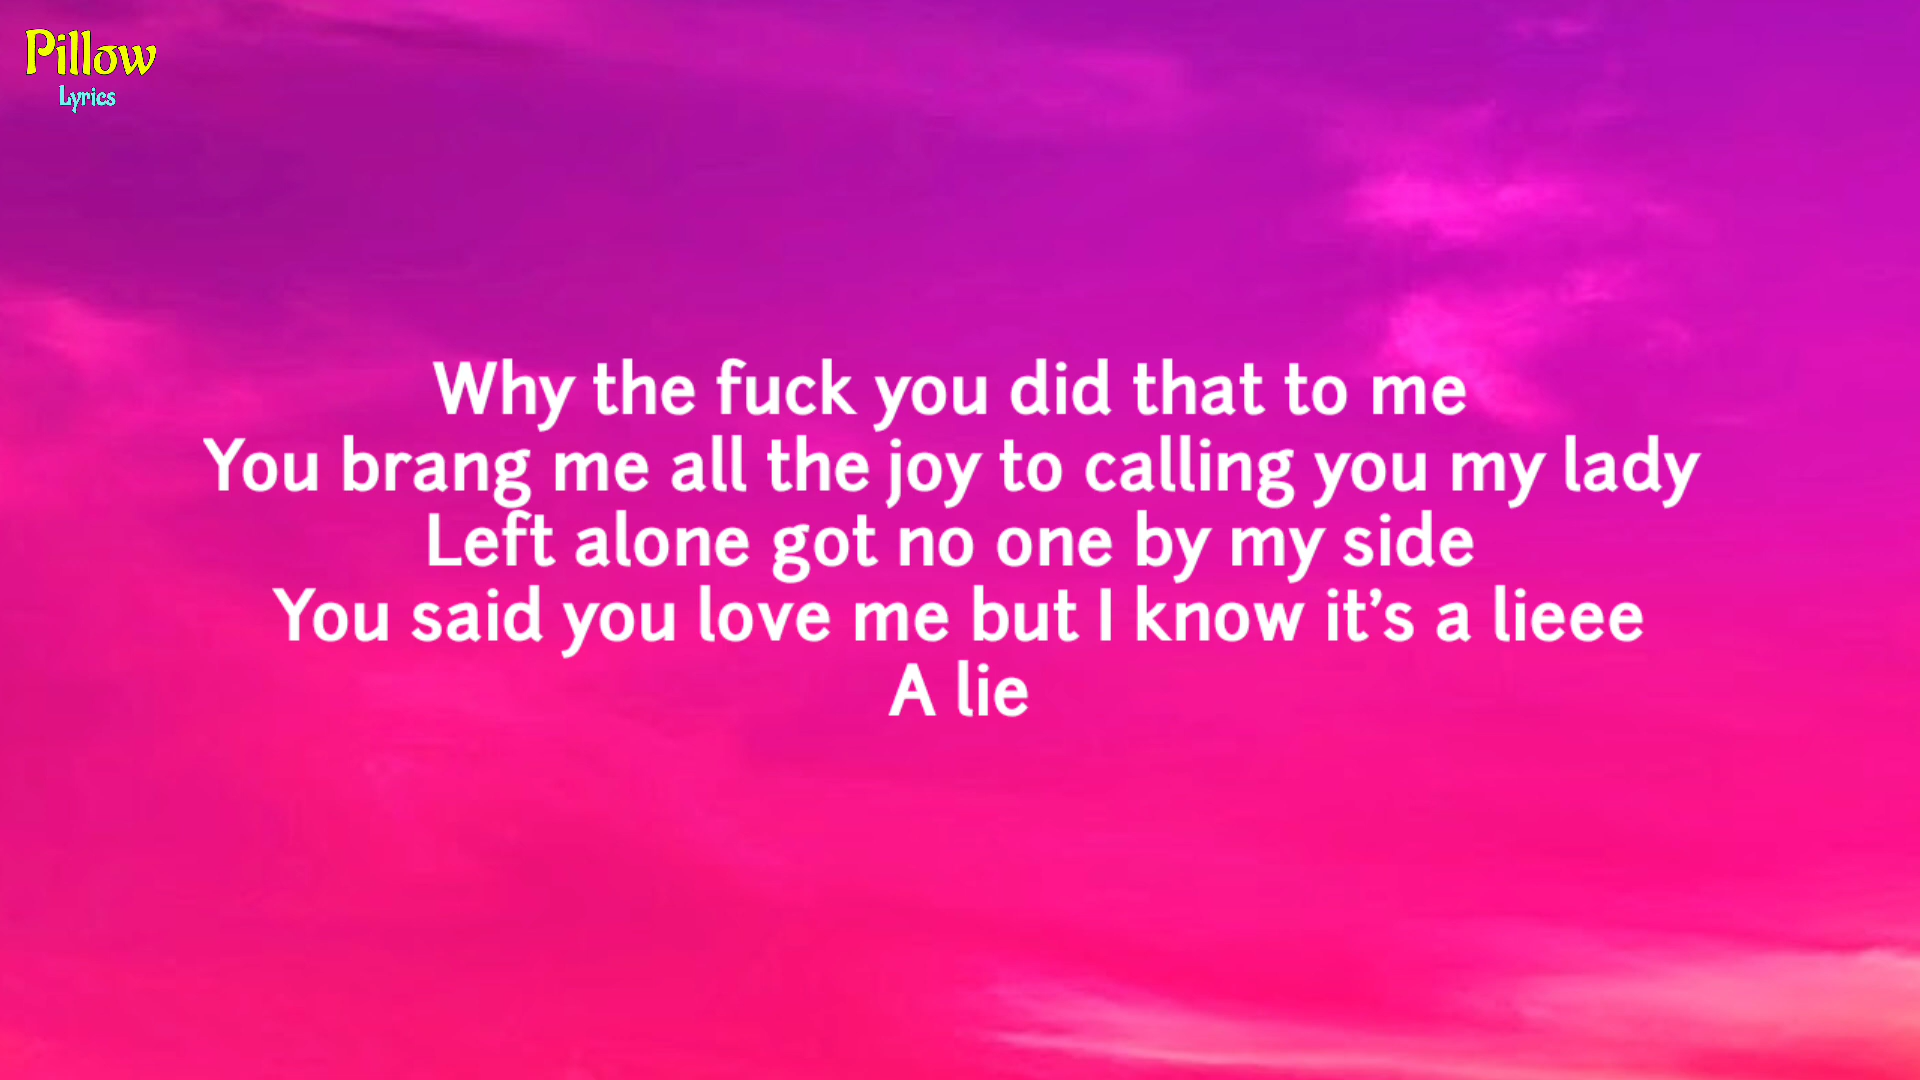 Pillow
Lyrics
Why the fuck you did that to me
You brang me all the joy to calling you my lady
Left alone got no one by my side
You said you love me but I know it's a lieee
A lie